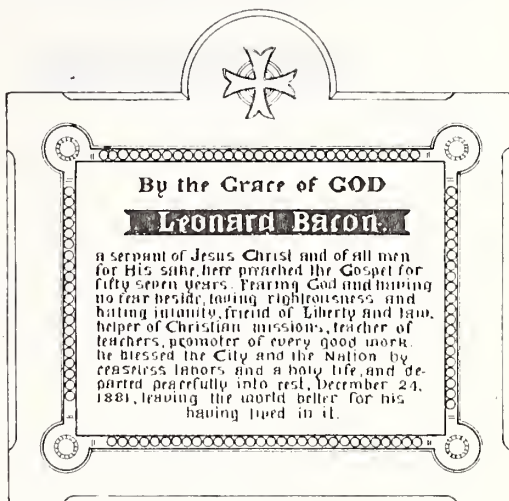 By the Grace of GOD
Leonard Bacon.
a servant of Jesus Christ and of all men
for His sake, here preached the Gospel for
fifty seven years. Fearing God and having
no fear beside, loving righteousness and
hating iniquity, friend of Liberty and law,
helper of Christian missions, teacher of
teachers, promoter of every good work,
he blessed the City and the Nation by
ceaseless labors and a holy life, and de-
parted peacefully into rest, December 24,
1881, leaving the world better for his
having lived in it.